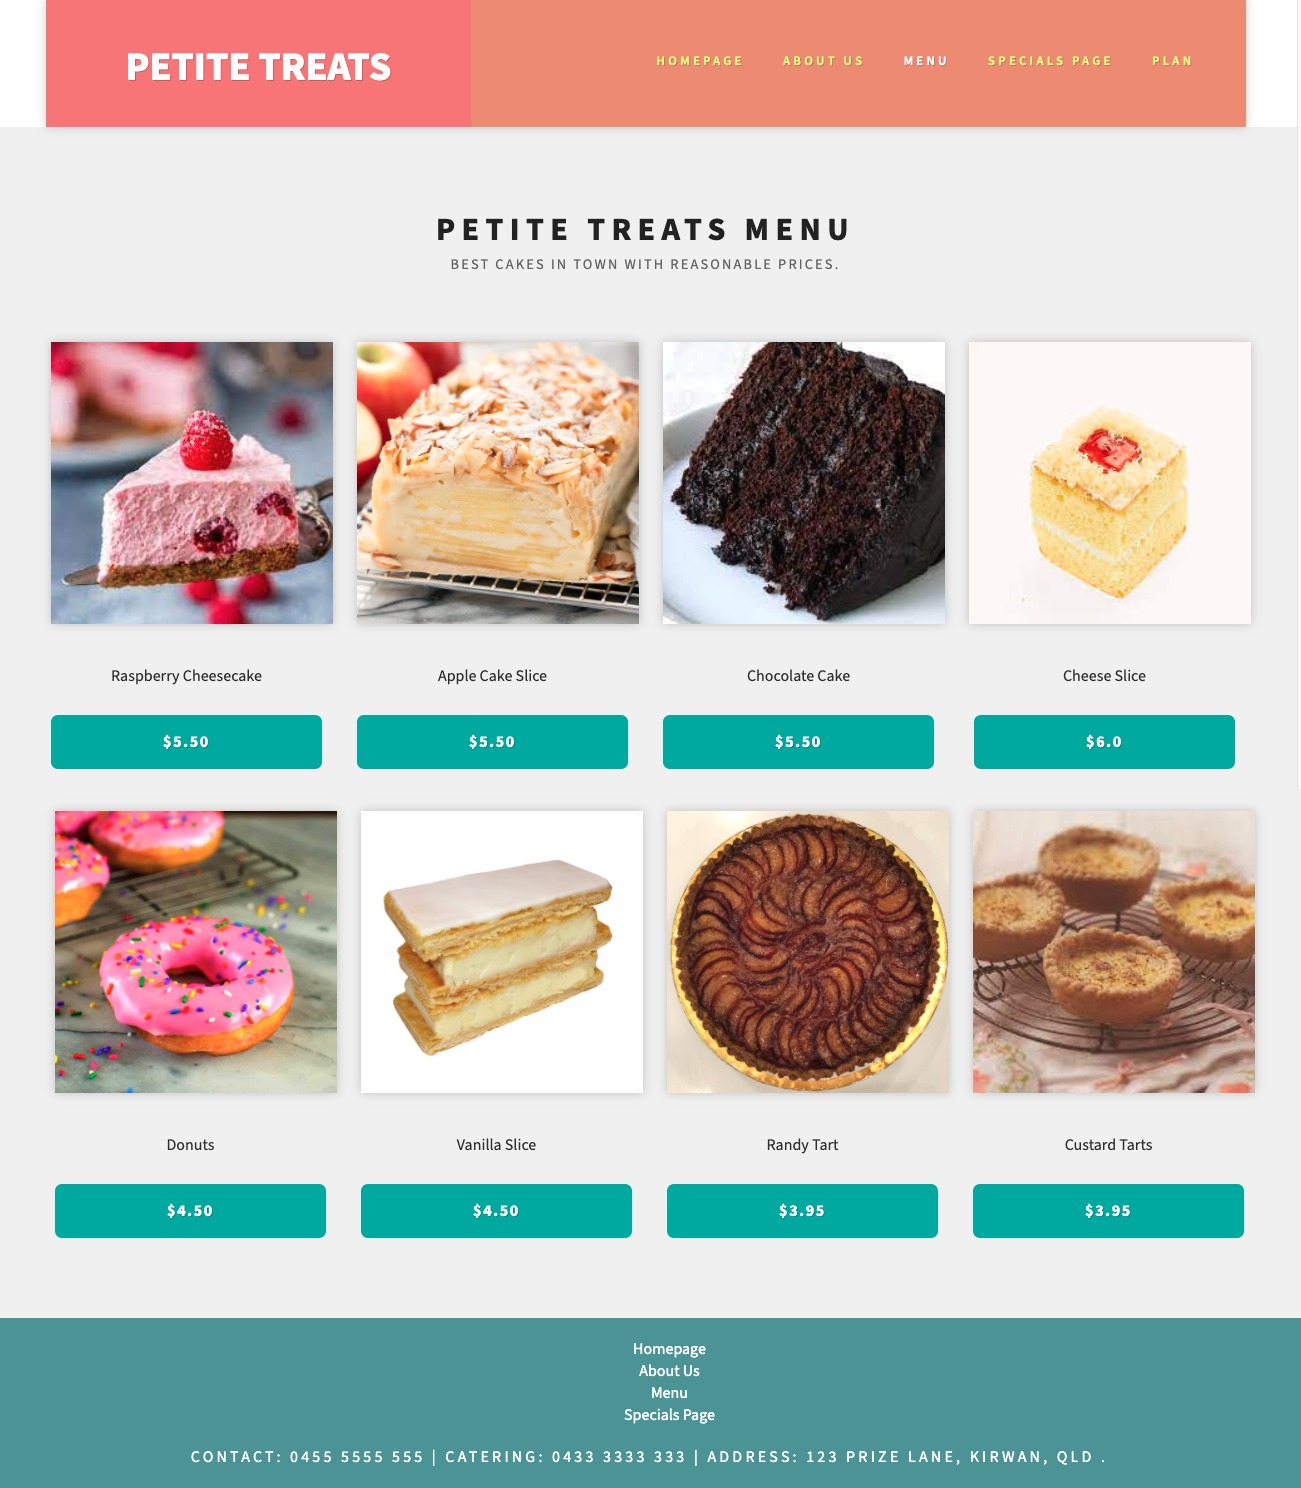 PETITE TREATS
HOMEPAGE ABOUT US MENU SPECIALS PAGE PLAN
PETITE TREATS MENU
BEST CAKES IN TOWN WITH REASONABLE PRICES.
Raspberry Cheesecake Apple Cake Slice Chocolate Cake Cheese Slice
$5.50 $5.50 $5.50 $6.0
Donuts Vanilla Slice Randy Tart Custard Tarts
$4.50 $4.50 $3.95 $3.95
Homepage
About Us
Menu
Specials Page
CONTACT: 0455 5555 555 | CATERING: 0433 3333 333 | ADDRESS: 123 PRIZE LANE, KIRWAN, QLD .